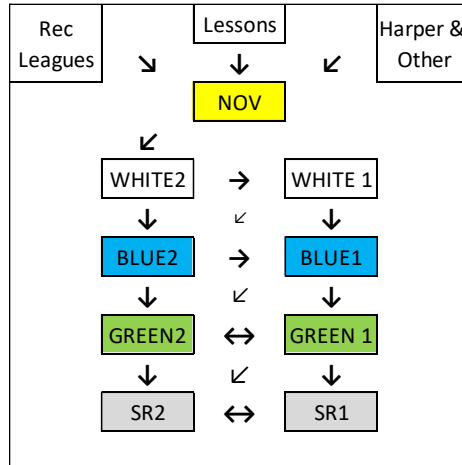 Rec
Leagues
Lessons
Harper &
Other
NOV
WHITE2
WHITE 1
BLUE2
BLUE1
GREEN2
GREEN 1
SR2
SR1